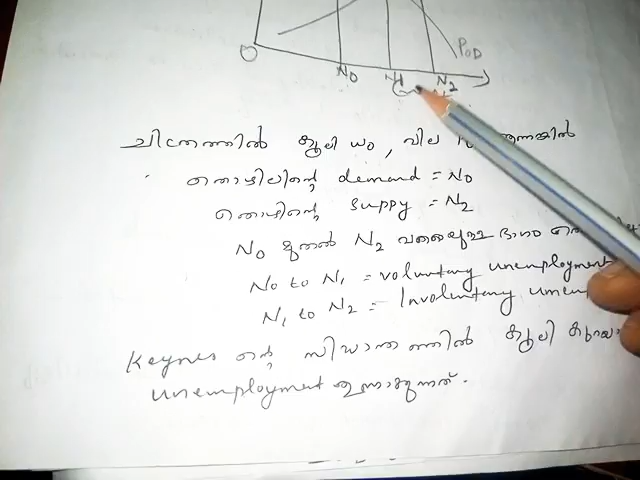 O
N0
N1
N2
P0D
ചിത്രത്തിൽ കൂലി W0, വില
തൊഴിലിന്റെ demand = N0
തൊഴിലിന്റെ suppy = N2
N0 മുതൽ N2 വരെയുള്ള ഭാഗം
N0 to N1 = voluntary unemployment
N1 to N2 = Involuntary
Keynes ന്റെ സിദ്ധാന്തത്തിൽ കൂലി
unemployment ഉണ്ടാകുന്നത്.